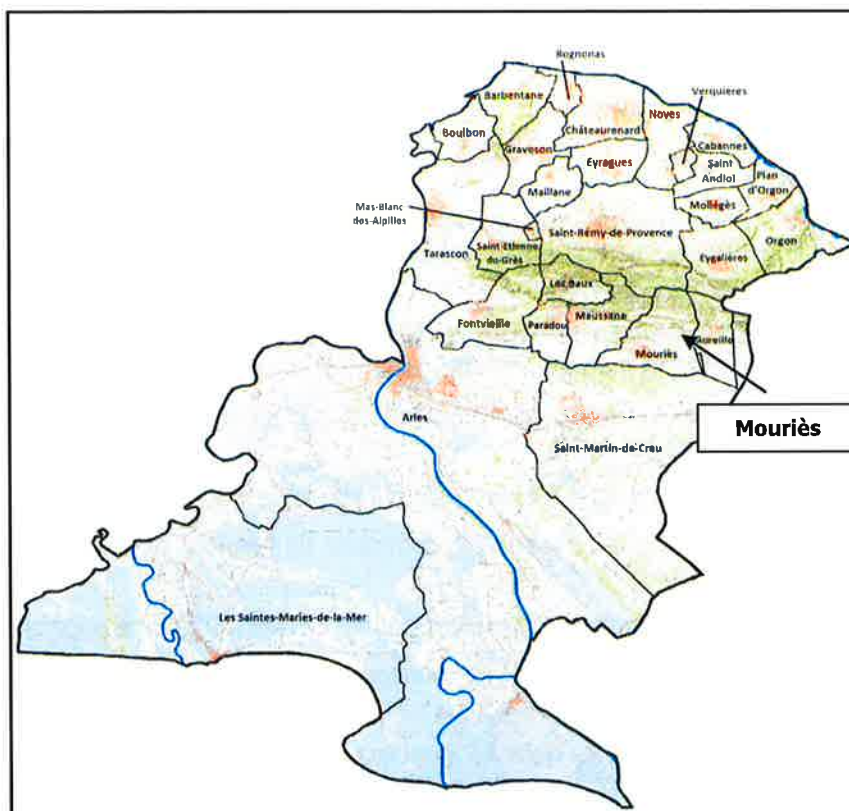 Rognonas
Barbentane
Verquières
Noves
Boulbon
Châteaurenard
Graveson
Cabannes
Eyragues
Saint
Andiol
Plan
d'Orgon
Maillane
Mollégès
Mas-Blanc
des-Alpilles
Saint-Rémy-de-Provence
Orgon
Saint-Etienne
du-Grès
Tarascon
Eygalières
Les Baux
Maussane
Fontvieille
Paradou
Aureille
Mouriès
Mouriès
Arles
Saint-Martin-de-Crau
Les Saintes-Maries-de-la-Mer